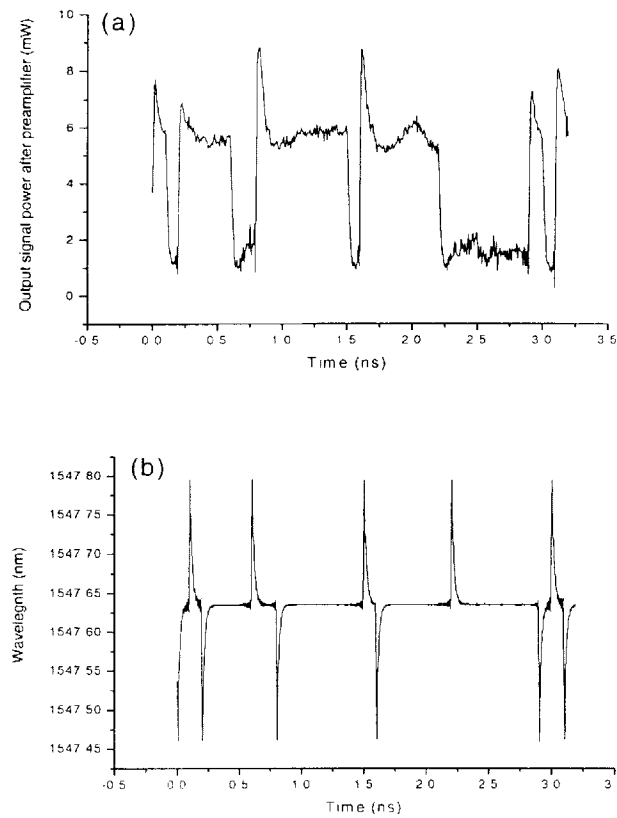 (a)
Output signal power after preamplifier (mW)
10
8
6
4
2
0
-0 5 0 0 0 5 1 0 1 5 2 0 2 5 3 0 3 5
Time (ns)
(b)
Wavelegnth (nm)
1547 80
1547 75
1547 70
1547 65
1547 60
1547 55
1547 50
1547 45
-0 5 0 0 0 5 1 0 1 5 2 0 2 5 3 0 3
Time (ns)